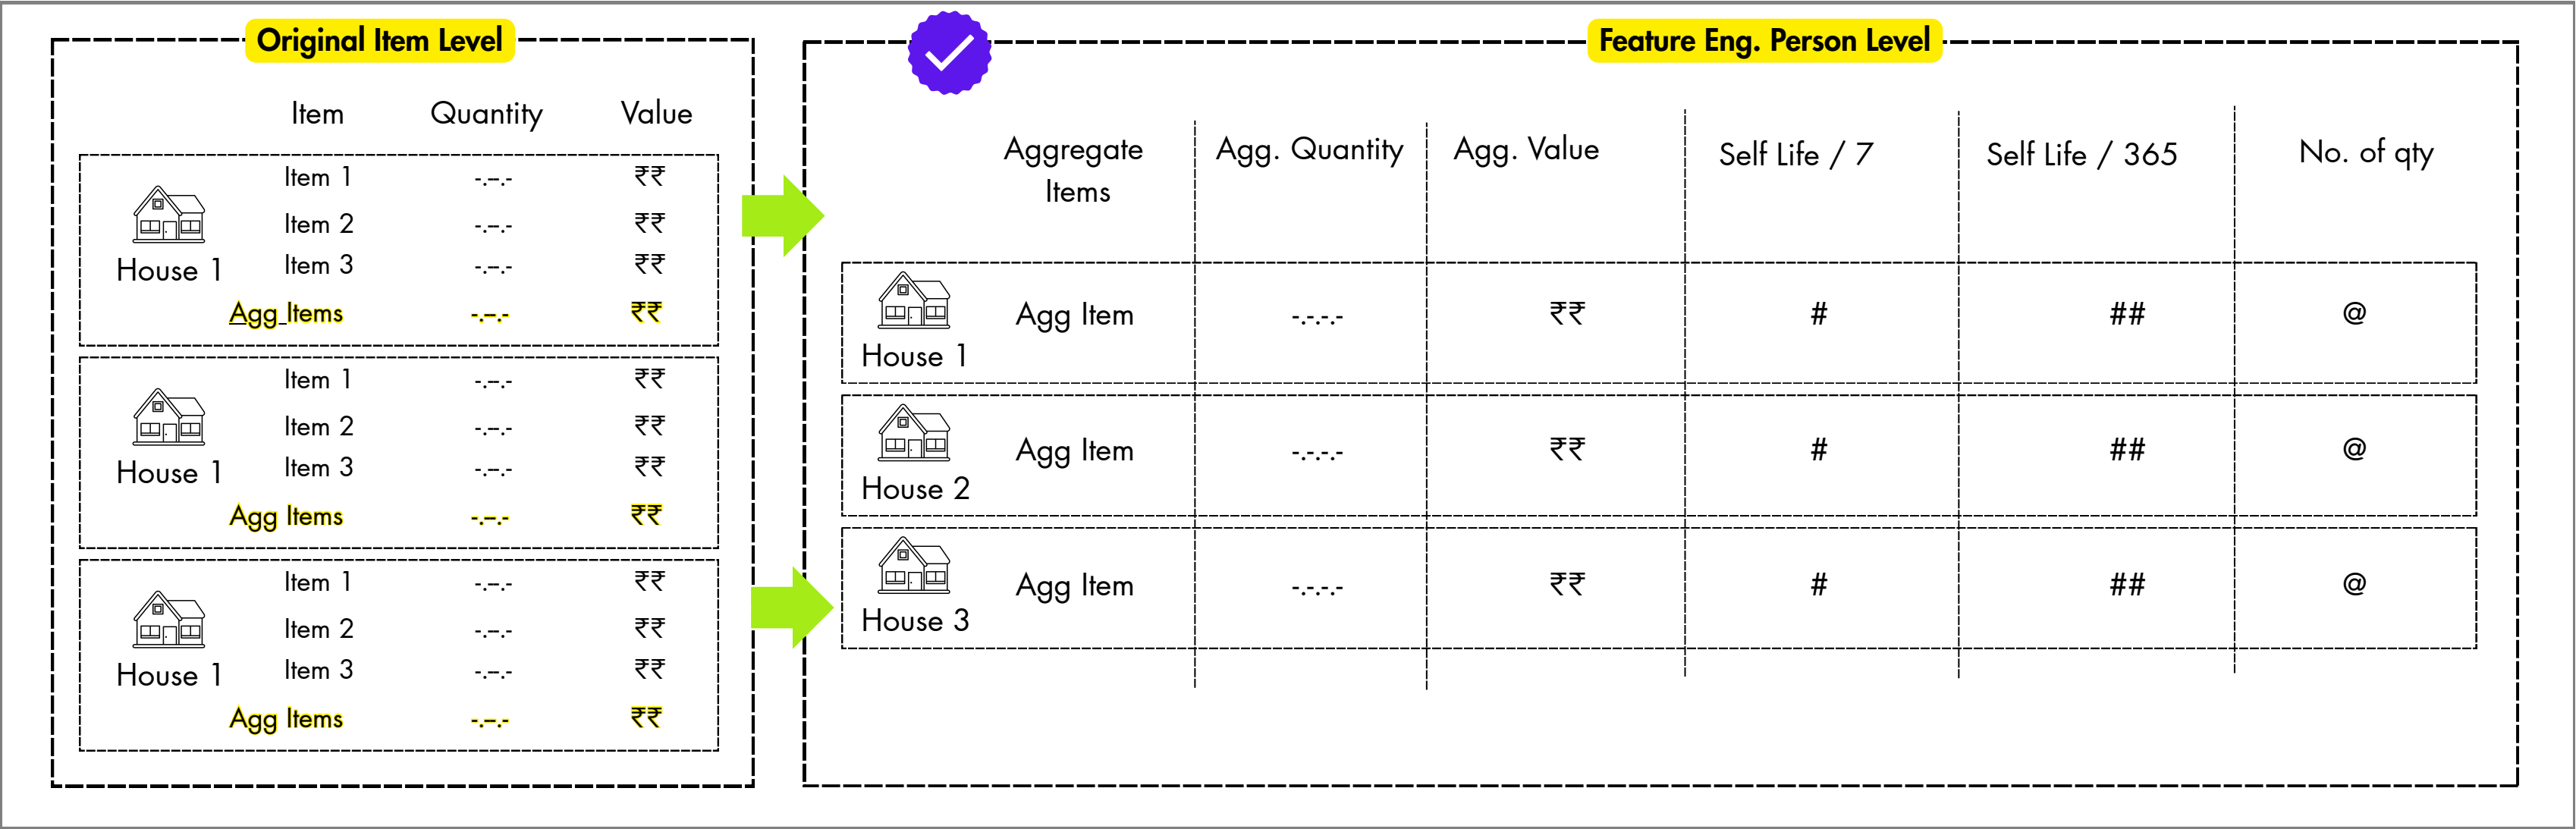 Original Item Level
Item Quantity Value
Item 1 -.–.- ₹₹
Item 2 -.–.- ₹₹
House 1 Item 3 -.–.- ₹₹
Agg Items -.–.- ₹₹
Item 1 -.–.- ₹₹
Item 2 -.–.- ₹₹
House 1 Item 3 -.–.- ₹₹
Agg Items -.–.- ₹₹
Item 1 -.–.- ₹₹
Item 2 -.–.- ₹₹
House 1 Item 3 -.–.- ₹₹
Agg Items -.–.- ₹₹
Feature Eng. Person Level
Aggregate Agg. Quantity Agg. Value Self Life / 7 Self Life / 365 No. of qty
Items
Agg Item -.-.-.- ₹₹ # ## @
House 1
Agg Item -.-.-.- ₹₹ # ## @
House 2
Agg Item -.-.-.- ₹₹ # ## @
House 3